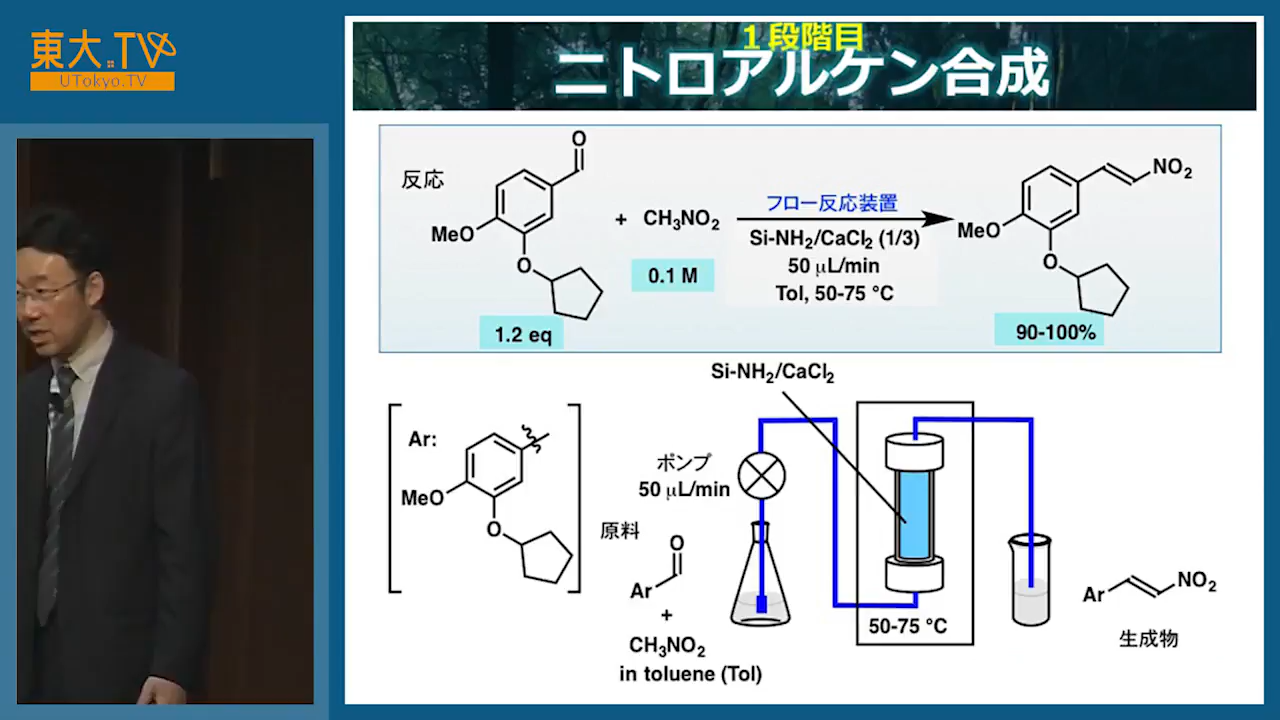 東大.TV
UTokyo.TV
1段階目
ニトロアルケン合成
反応
O
MeO
O
1.2 eq
+ CH₃NO₂
0.1 M
フロー反応装置
Si-NH₂/CaCl₂ (1/3)
50 μL/min
Tol, 50-75 °C
NO₂
MeO
O
90-100%
Si-NH₂/CaCl₂
Ar:
MeO
O
ポンプ
50 μL/min
原料
O
Ar
+
CH₃NO₂
in toluene (Tol)
50-75 °C
Ar
NO₂
生成物